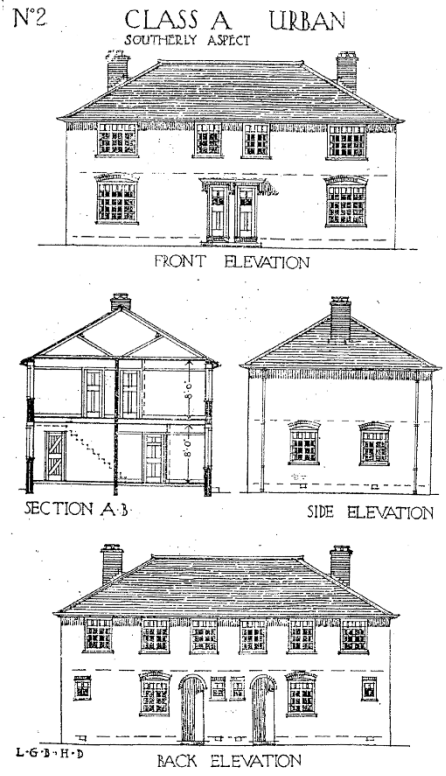 Nº2 CLASS A URBAN
SOUTHERLY ASPECT
FRONT ELEVATION
8'-0"
8'-0"
SECTION A-B
SIDE ELEVATION
L·G·B·H·D
BACK ELEVATION